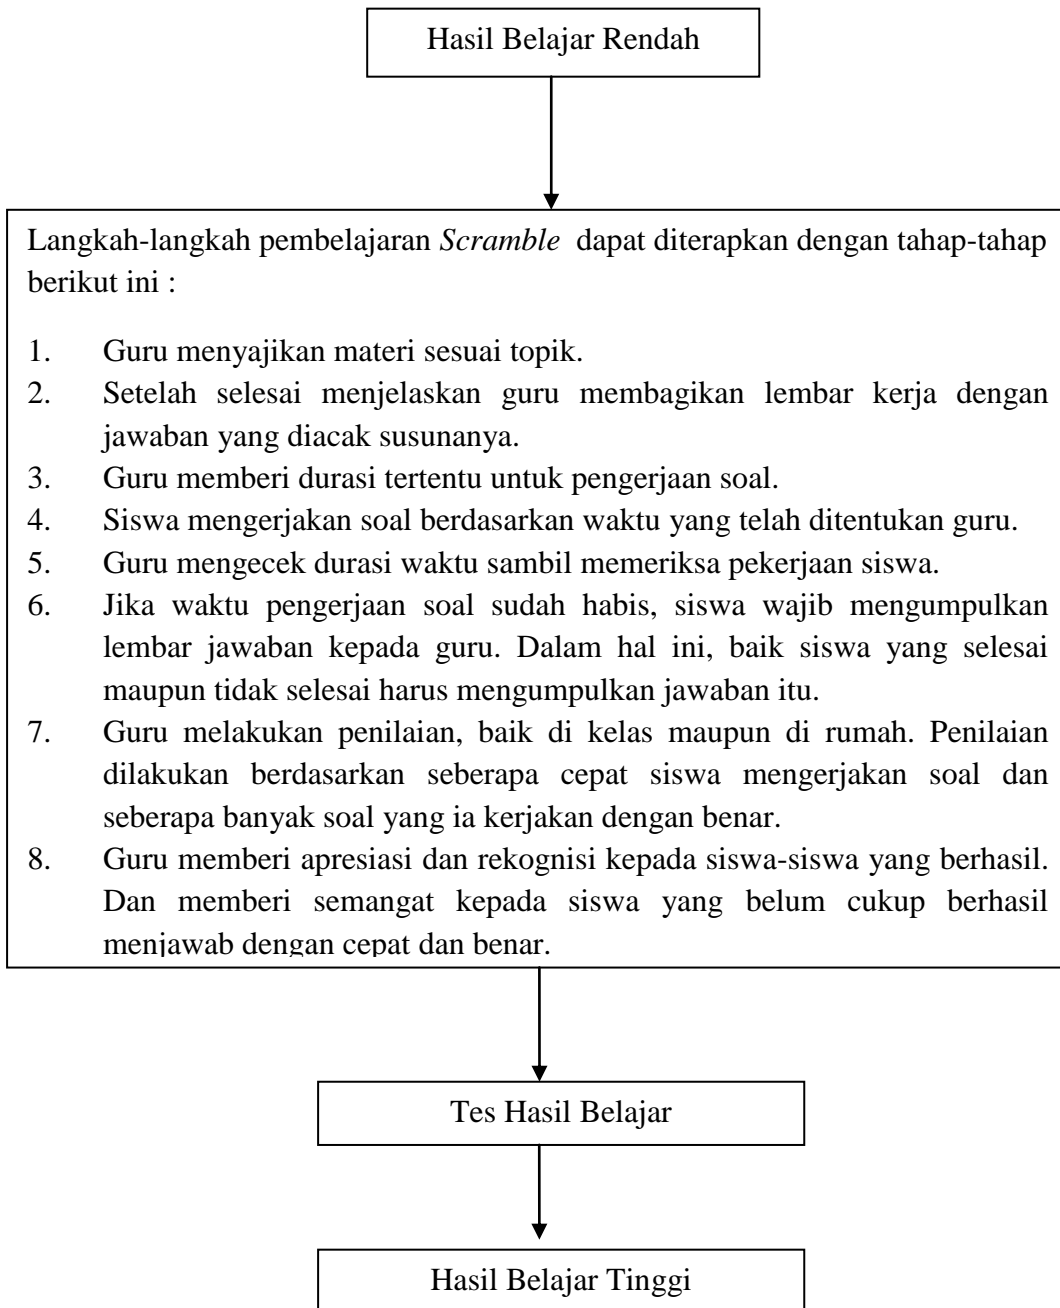 Hasil Belajar Rendah
Langkah-langkah pembelajaran Scramble dapat diterapkan dengan tahap-tahap
berikut ini :
1. Guru menyajikan materi sesuai topik.
2. Setelah selesai menjelaskan guru membagikan lembar kerja dengan
jawaban yang diacak susunanya.
3. Guru memberi durasi tertentu untuk pengerjaan soal.
4. Siswa mengerjakan soal berdasarkan waktu yang telah ditentukan guru.
5. Guru mengecek durasi waktu sambil memeriksa pekerjaan siswa.
6. Jika waktu pengerjaan soal sudah habis, siswa wajib mengumpulkan
lembar jawaban kepada guru. Dalam hal ini, baik siswa yang selesai
maupun tidak selesai harus mengumpulkan jawaban itu.
7. Guru melakukan penilaian, baik di kelas maupun di rumah. Penilaian
dilakukan berdasarkan seberapa cepat siswa mengerjakan soal dan
seberapa banyak soal yang ia kerjakan dengan benar.
8. Guru memberi apresiasi dan rekognisi kepada siswa-siswa yang berhasil.
Dan memberi semangat kepada siswa yang belum cukup berhasil
menjawab dengan cepat dan benar.
Tes Hasil Belajar
Hasil Belajar Tinggi